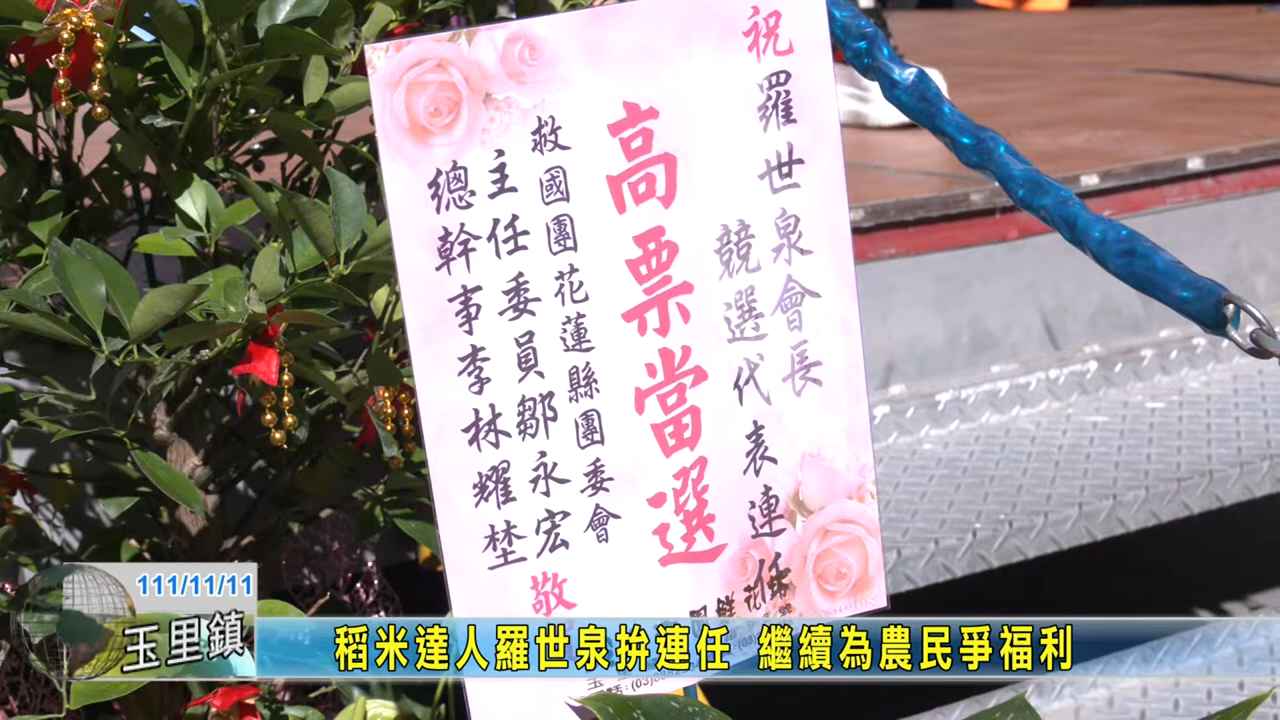 祝羅世泉會長
競選代表連任
高票當選
救國團花蓮縣團委會
主任委員鄒永宏
總幹事李林耀埜
敬
111/11/11
玉里鎮
稻米達人羅世泉拚連任 繼續為農民爭福利